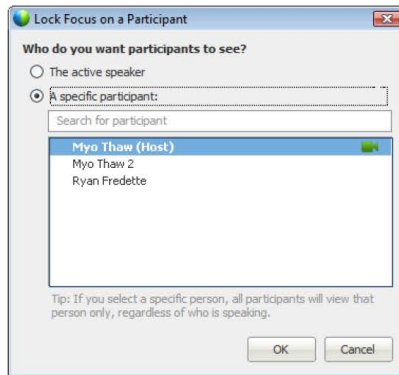 Lock Focus on a Participant
Who do you want participants to see?
The active speaker
A specific participant:
Search for participant
Myo Thaw (Host)
Myo Thaw 2
Ryan Fredette
Tip: If you select a specific person, all participants will view that
person only, regardless of who is speaking.
OK
Cancel